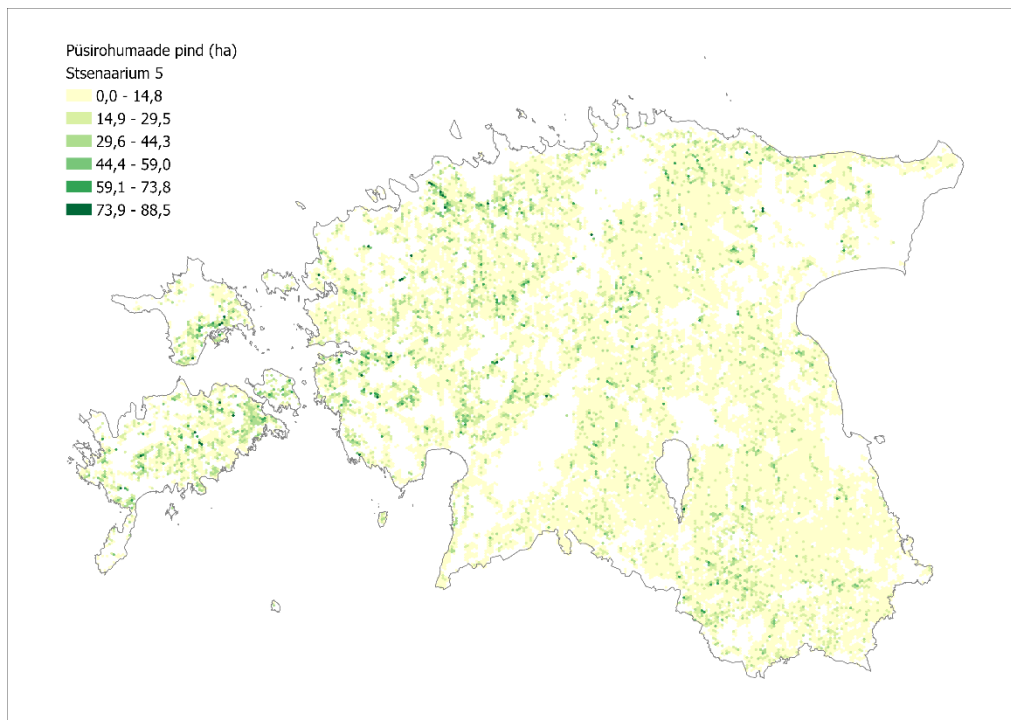 Püsirohumaade pind (ha)
Stsenaarium 5
0,0 - 14,8
14,9 - 29,5
29,6 - 44,3
44,4 - 59,0
59,1 - 73,8
73,9 - 88,5